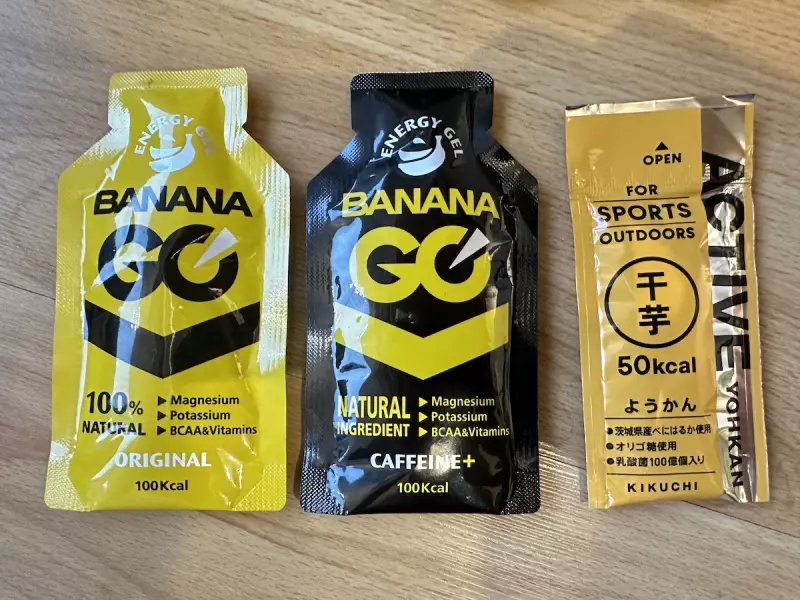 ENERGY GEL
BANANA
GO
100%
NATURAL
▶ Magnesium
▶ Potassium
▶ BCAA&Vitamins
ORIGINAL
100Kcal
ENERGY GEL
BANANA
GO
NATURAL
INGREDIENT
▶ Magnesium
▶ Potassium
▶ BCAA&Vitamins
CAFFEINE+
100Kcal
▲
OPEN
FOR
SPORTS
OUTDOORS
干芋
50kcal
ようかん
●茨城県産べにはるか使用
●オリゴ糖使用
●乳酸菌100億個入り
KIKUCHI
ACTIVE YOHKAN